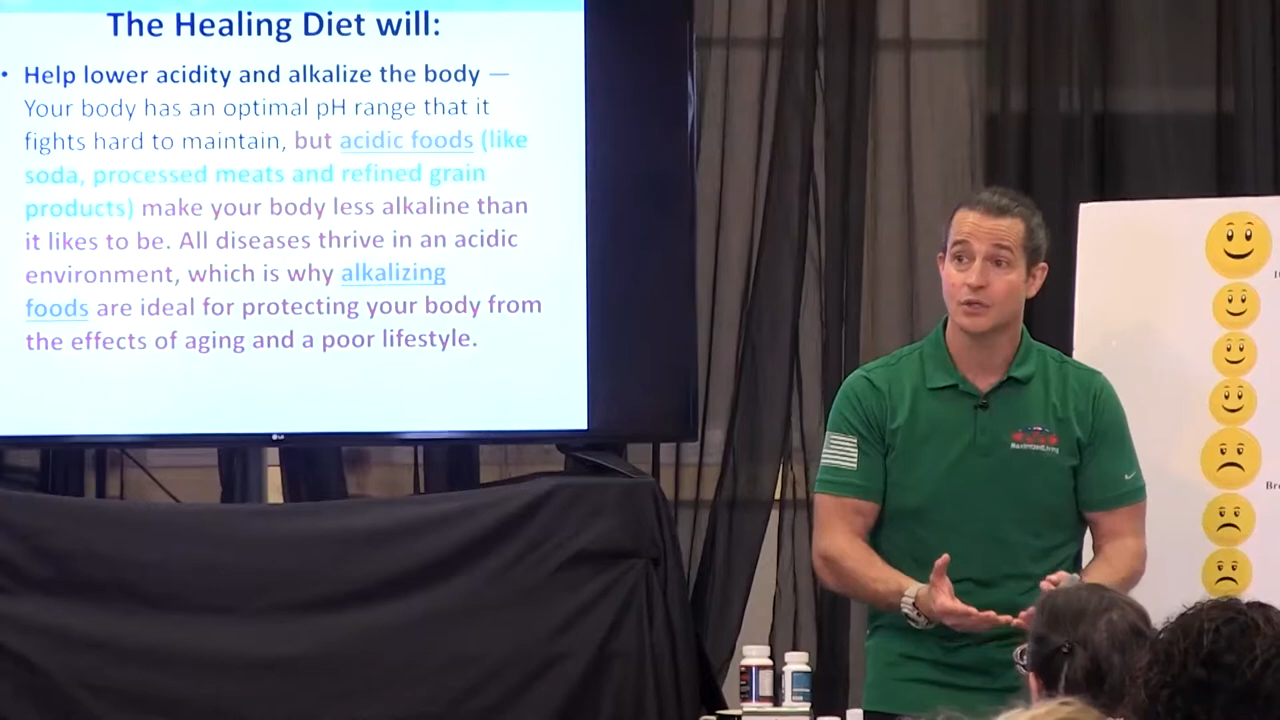 The Healing Diet will:
• Help lower acidity and alkalize the body —
Your body has an optimal pH range that it
fights hard to maintain, but acidic foods (like
soda, processed meats and refined grain
products) make your body less alkaline than
it likes to be. All diseases thrive in an acidic
environment, which is why alkalizing
foods are ideal for protecting your body from
the effects of aging and a poor lifestyle.
LG
MaximizedLiving